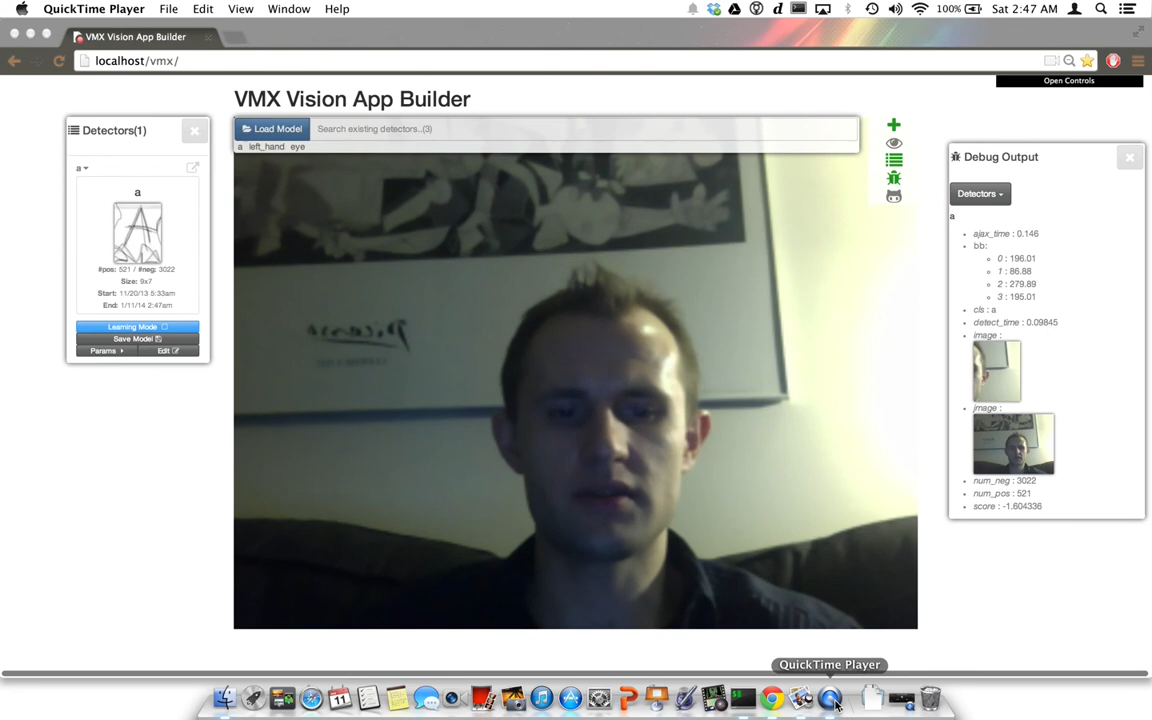 QuickTime Player File Edit View Window Help
100% Sat 2:47 AM
VMX Vision App Builder
localhost/vmx/
Open Controls
VMX Vision App Builder
Detectors(1)
Load Model Search existing detectors..(3)
a left_hand eye
a
a
A
#pos: 521 / #neg: 3022
Size: 9x7
Start: 11/20/13 5:33am
End: 1/11/14 2:47am
Learning Mode
Save Model
Params Edit
Picasso
Debug Output
Detectors
a
ajax_time : 0.146
bb:
0 : 196.01
1 : 86.88
2 : 279.89
3 : 195.01
cls : a
detect_time : 0.09845
image :
jmage :
num_neg : 3022
num_pos : 521
score : -1.604336
QuickTime Player
11